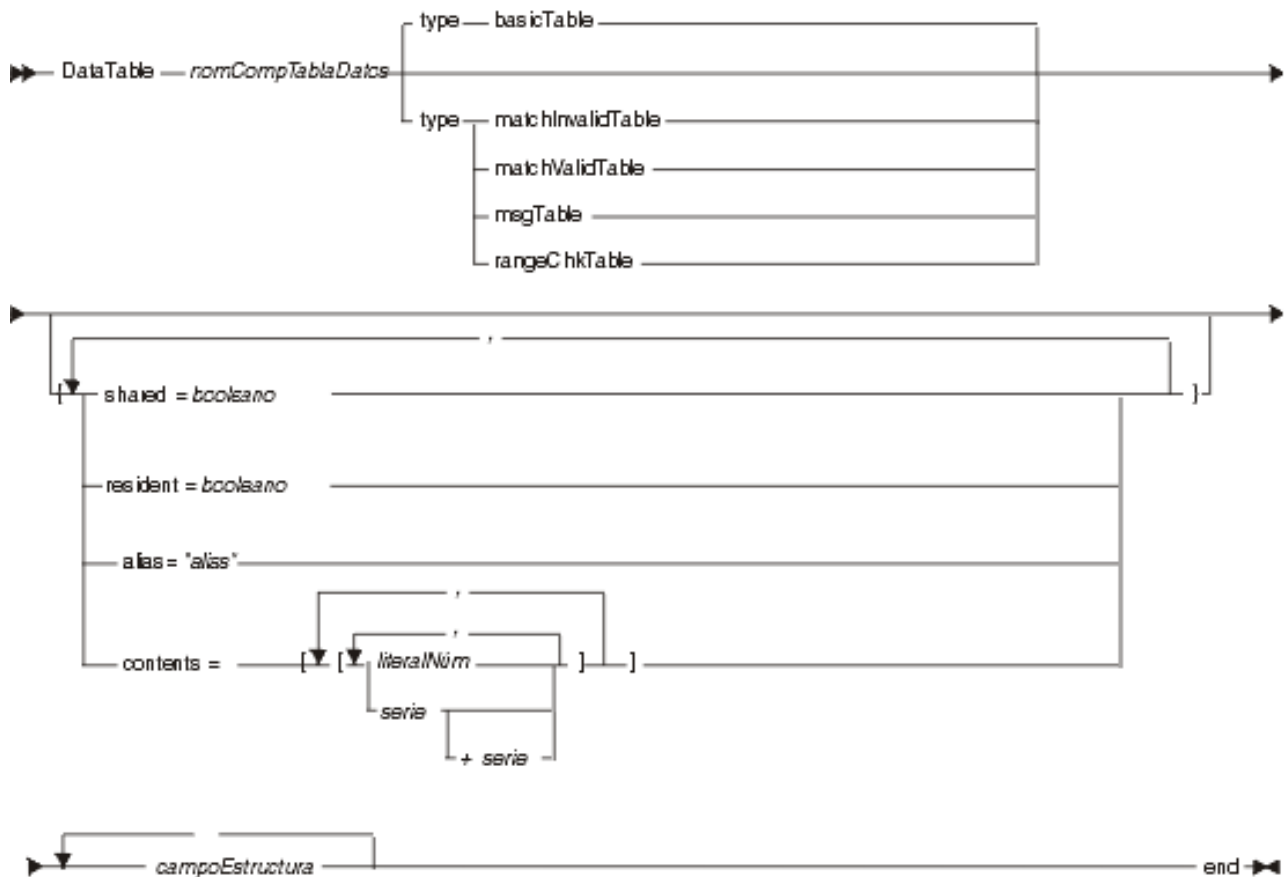 type basicTable
DataTable nomCompTablaDatos
type matchInvalidTable
matchValidTable
msgTable
rangeChkTable
,
{ shared = booleano }
resident = booleano
alias = "alias"
,
,
contents = [ [ literalNúm ] ]
serie
+ serie
campoEstructura end